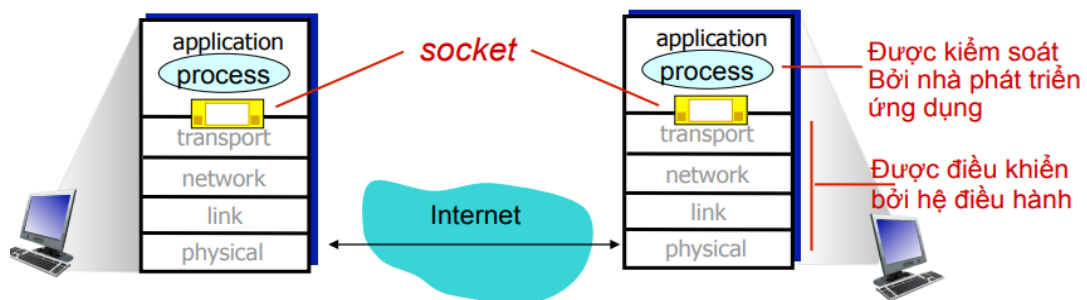 application
process
transport
network
link
physical
socket
Internet
application
process
transport
network
link
physical
Được kiểm soát
Bởi nhà phát triển
ứng dụng
Được điều khiển
bởi hệ điều hành